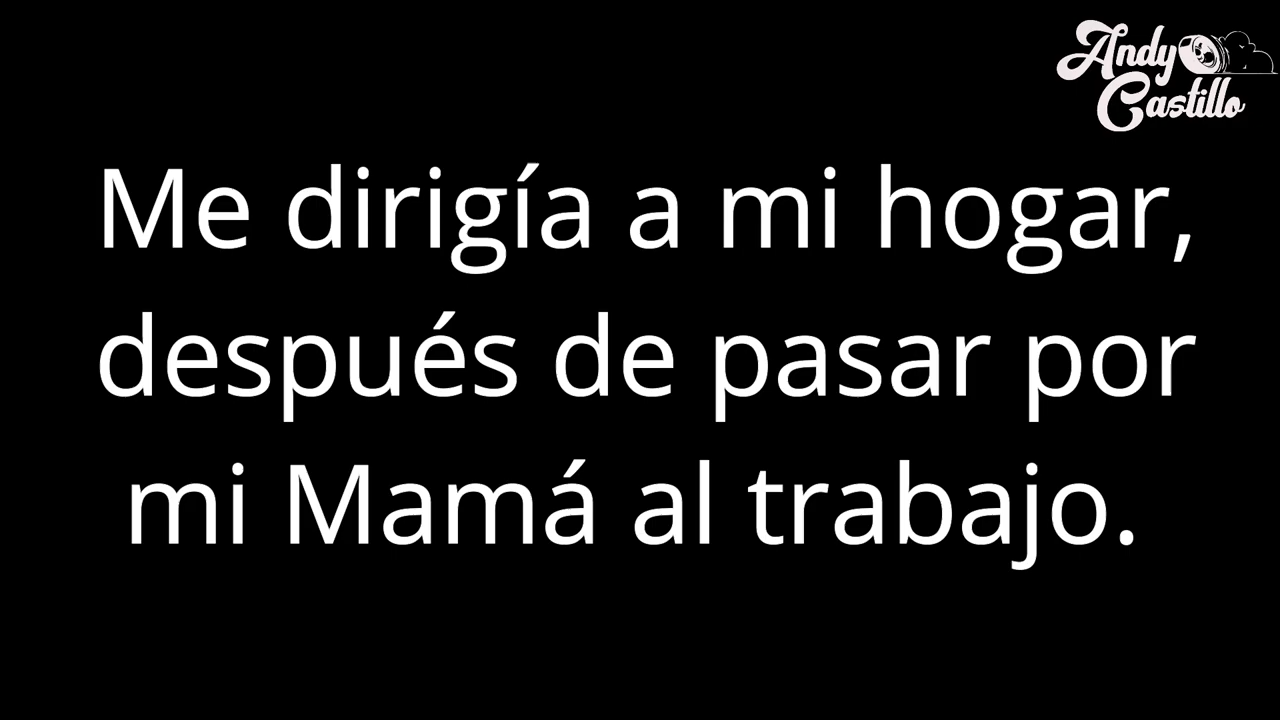 Andy
Castillo
Me dirigía a mi hogar,
después de pasar por
mi Mamá al trabajo.